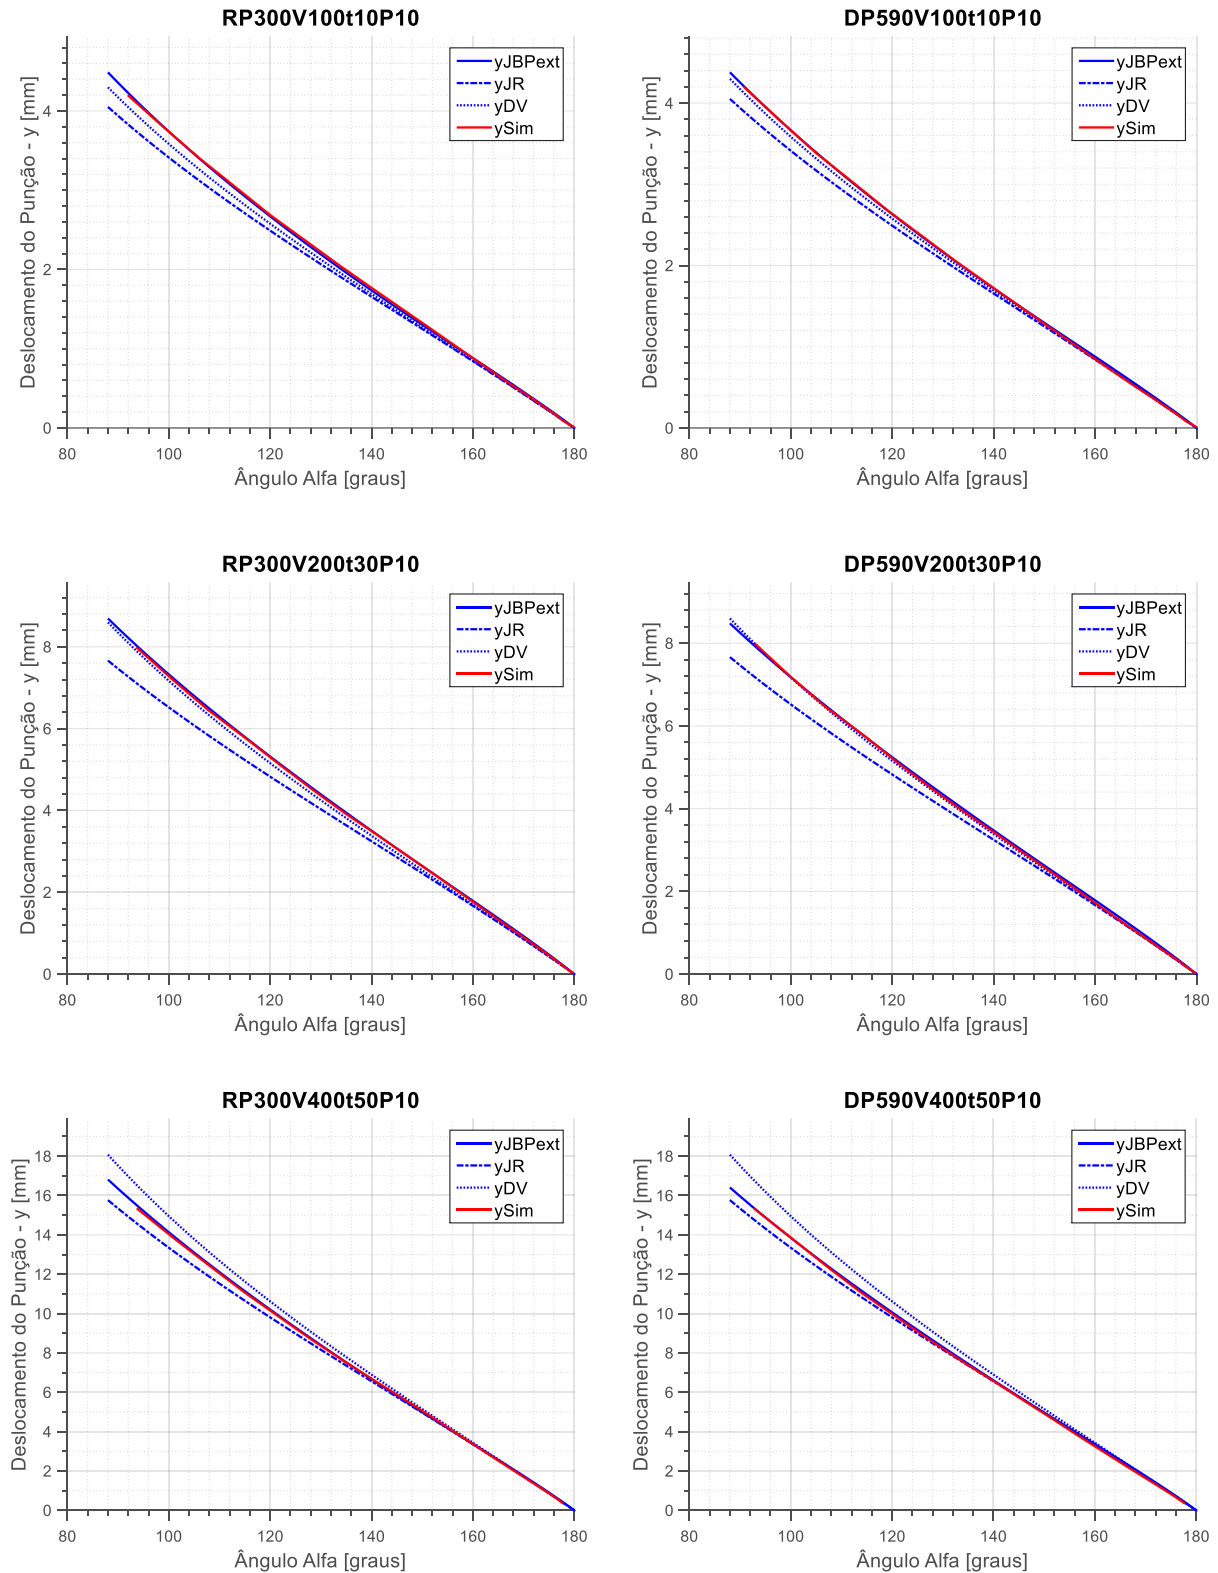 RP300V100t10P10
yJBPext
yJR
yDV
ySim
Deslocamento do Punção - y [mm]
4
2
0
80 100 120 140 160 180
Ângulo Alfa [graus]
DP590V100t10P10
yJBPext
yJR
yDV
ySim
Deslocamento do Punção - y [mm]
4
2
0
80 100 120 140 160 180
Ângulo Alfa [graus]
RP300V200t30P10
yJBPext
yJR
yDV
ySim
Deslocamento do Punção - y [mm]
8
6
4
2
0
80 100 120 140 160 180
Ângulo Alfa [graus]
DP590V200t30P10
yJBPext
yJR
yDV
ySim
Deslocamento do Punção - y [mm]
8
6
4
2
0
80 100 120 140 160 180
Ângulo Alfa [graus]
RP300V400t50P10
yJBPext
yJR
yDV
ySim
Deslocamento do Punção - y [mm]
18
16
14
12
10
8
6
4
2
0
80 100 120 140 160 180
Ângulo Alfa [graus]
DP590V400t50P10
yJBPext
yJR
yDV
ySim
Deslocamento do Punção - y [mm]
18
16
14
12
10
8
6
4
2
0
80 100 120 140 160 180
Ângulo Alfa [graus]